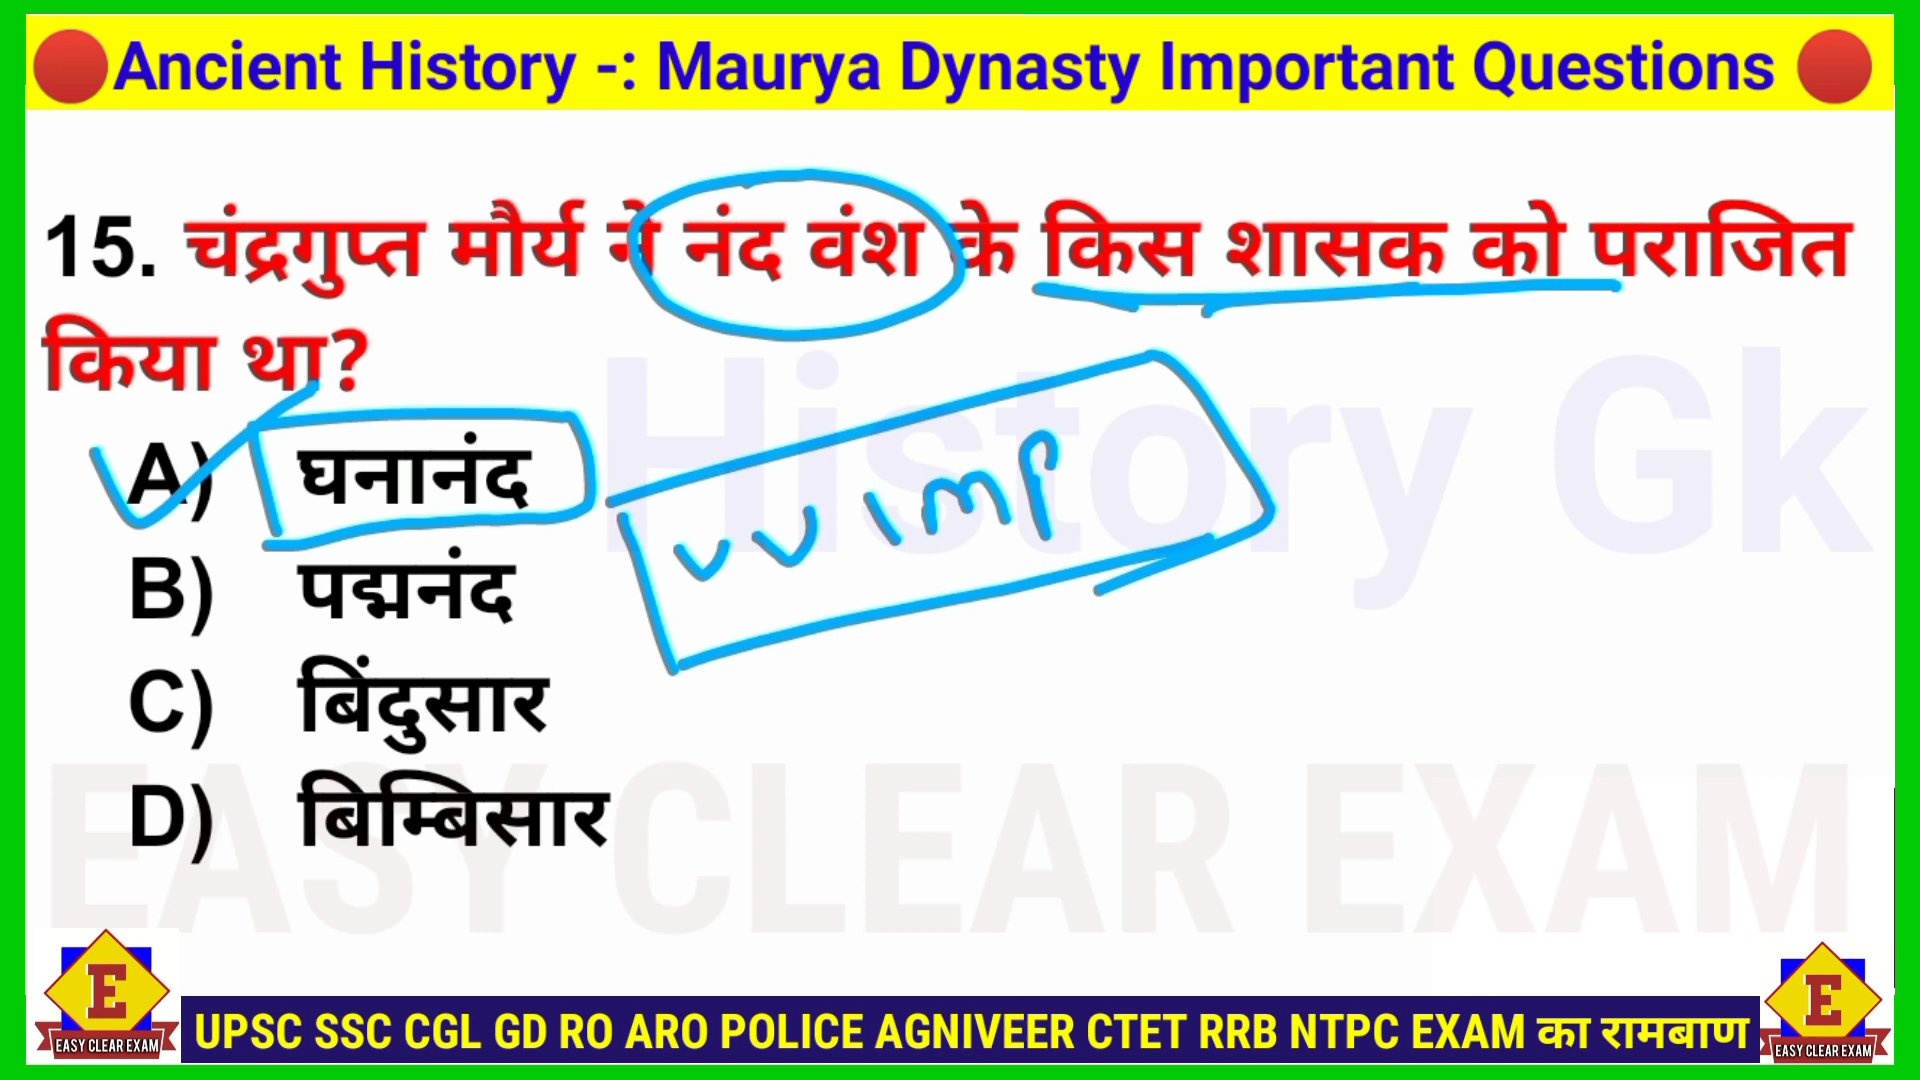 Ancient History -: Maurya Dynasty Important Questions
15. चंद्रगुप्त मौर्य ने नंद वंश के किस शासक को पराजित
किया था?
A) घनानंद
B) पद्मनंद
C) बिंदुसार
D) बिम्बिसार
VV Imp
History Gk
EASY CLEAR EXAM
E
EASY CLEAR EXAM
UPSC SSC CGL GD RO ARO POLICE AGNIVEER CTET RRB NTPC EXAM का रामबाण
E
EASY CLEAR EXAM